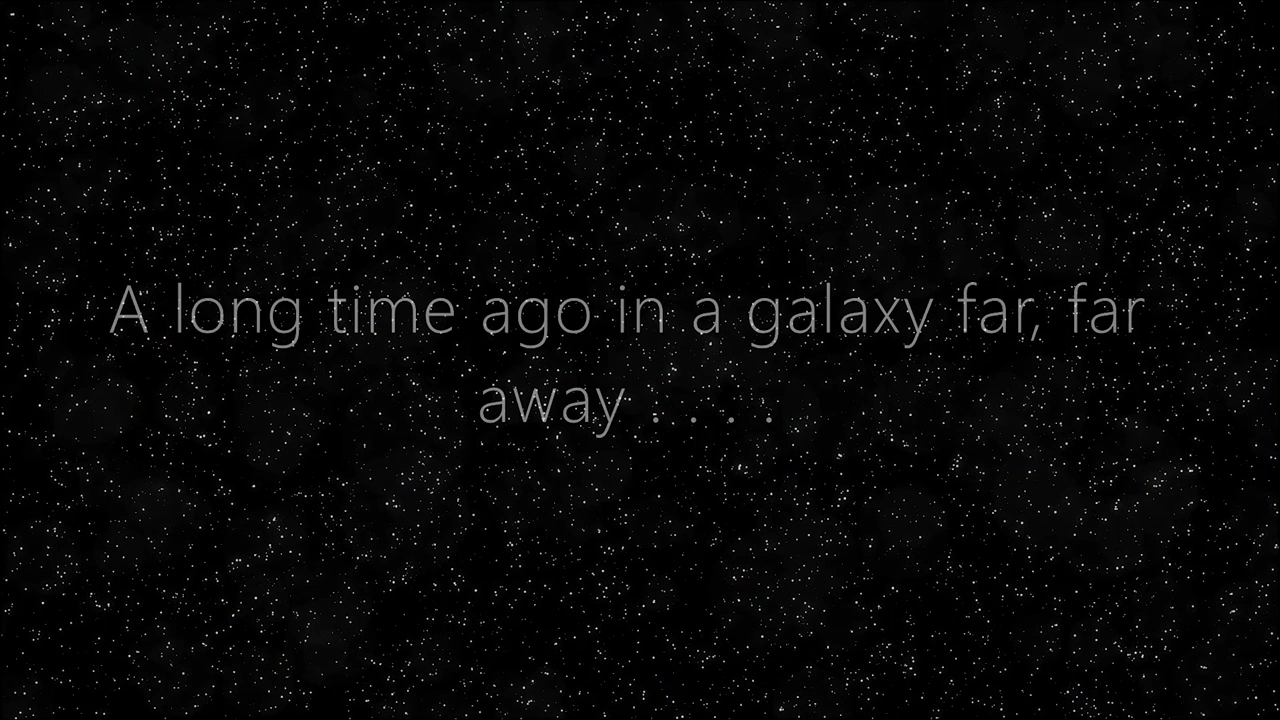 A long time ago in a galaxy far, far
away . . . .